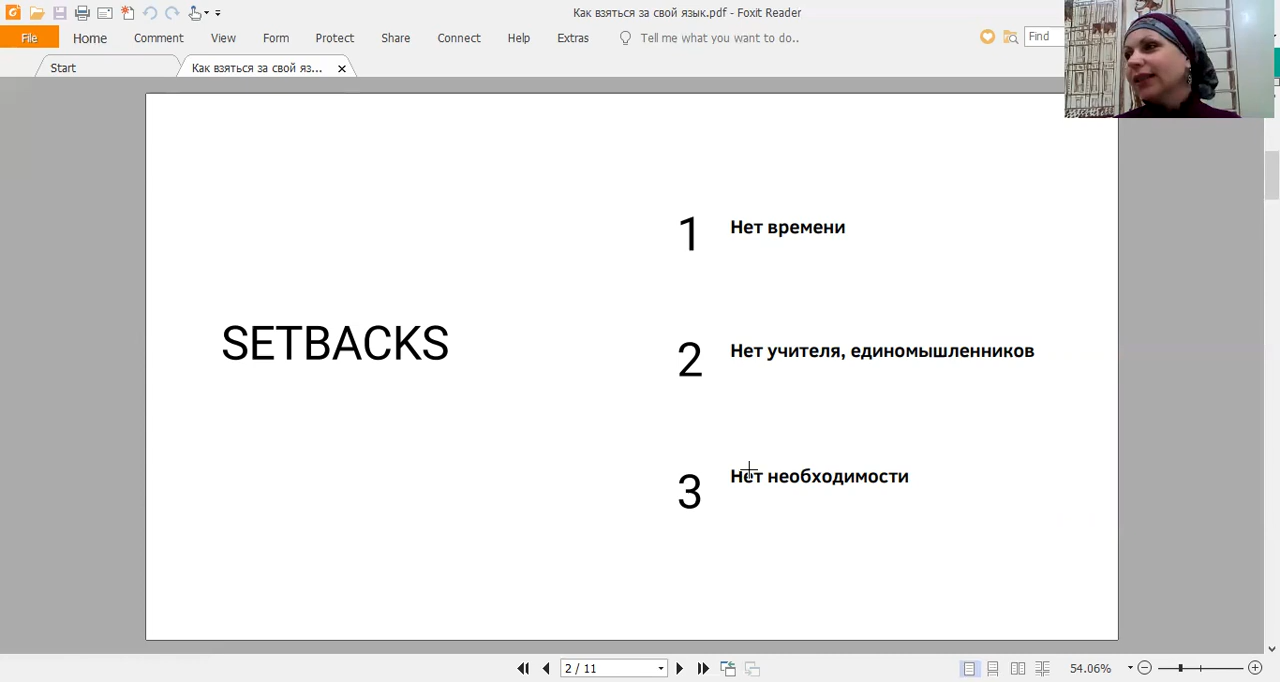 Как взяться за свой язык.pdf - Foxit Reader
File Home Comment View Form Protect Share Connect Help Extras Tell me what you want to do.. Find
Start Как взяться за свой яз...
1 Нет времени
SETBACKS
2 Нет учителя, единомышленников
3 Нет необходимости
2 / 11
54.06%